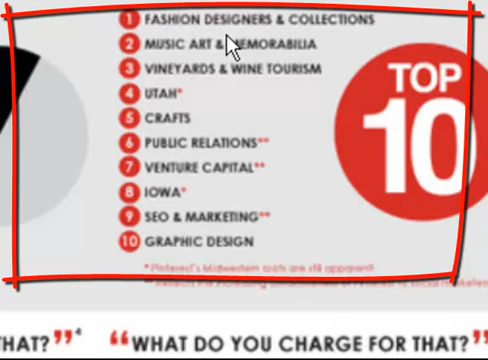 1 FASHION DESIGNERS & COLLECTIONS
2 MUSIC ART & MEMORABILIA
3 VINEYARDS & WINE TOURISM
4 UTAH*
5 CRAFTS
6 PUBLIC RELATIONS**
7 VENTURE CAPITAL**
8 IOWA*
9 SEO & MARKETING**
10 GRAPHIC DESIGN
TOP
10
* Pinterest's Midwestern roots are still apparent
THAT?”⁴ “WHAT DO YOU CHARGE FOR THAT?”